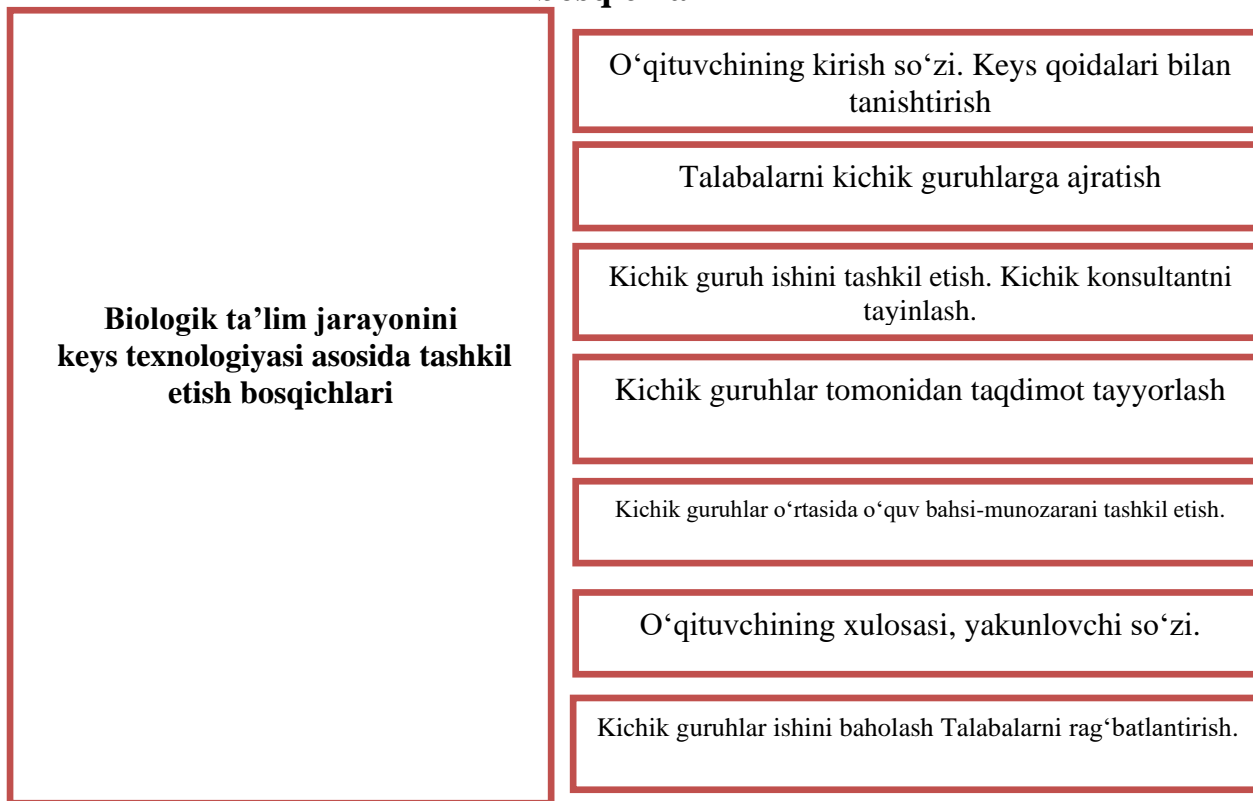 Biologik ta’lim jarayonini
keys texnologiyasi asosida tashkil
etish bosqichlari
O‘qituvchining kirish so‘zi. Keys qoidalari bilan
tanishtirish
Talabalarni kichik guruhlarga ajratish
Kichik guruh ishini tashkil etish. Kichik konsultantni
tayinlash.
Kichik guruhlar tomonidan taqdimot tayyorlash
Kichik guruhlar o‘rtasida o‘quv bahsi-munozarani tashkil etish.
O‘qituvchining xulosasi, yakunlovchi so‘zi.
Kichik guruhlar ishini baholash Talabalarni rag‘batlantirish.